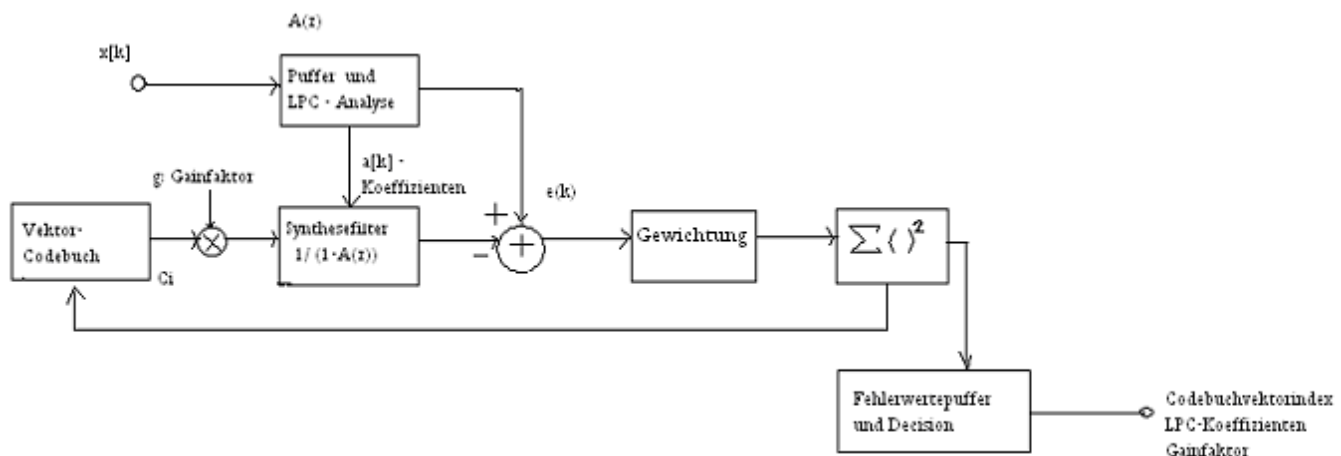 A(z)
x[k]
Puffer und
LPC - Analyse
a[k] -
Koeffizienten
g: Gainfaktor
e(k)
Vektor-
Codebuch
Ci
Synthesefilter
1/ (1-A(z))
+
−
+
Gewichtung
∑ ( )²
Fehlerwertepuffer
und Decision
Codebuchvektorindex
LPC-Koeffizienten
Gainfaktor